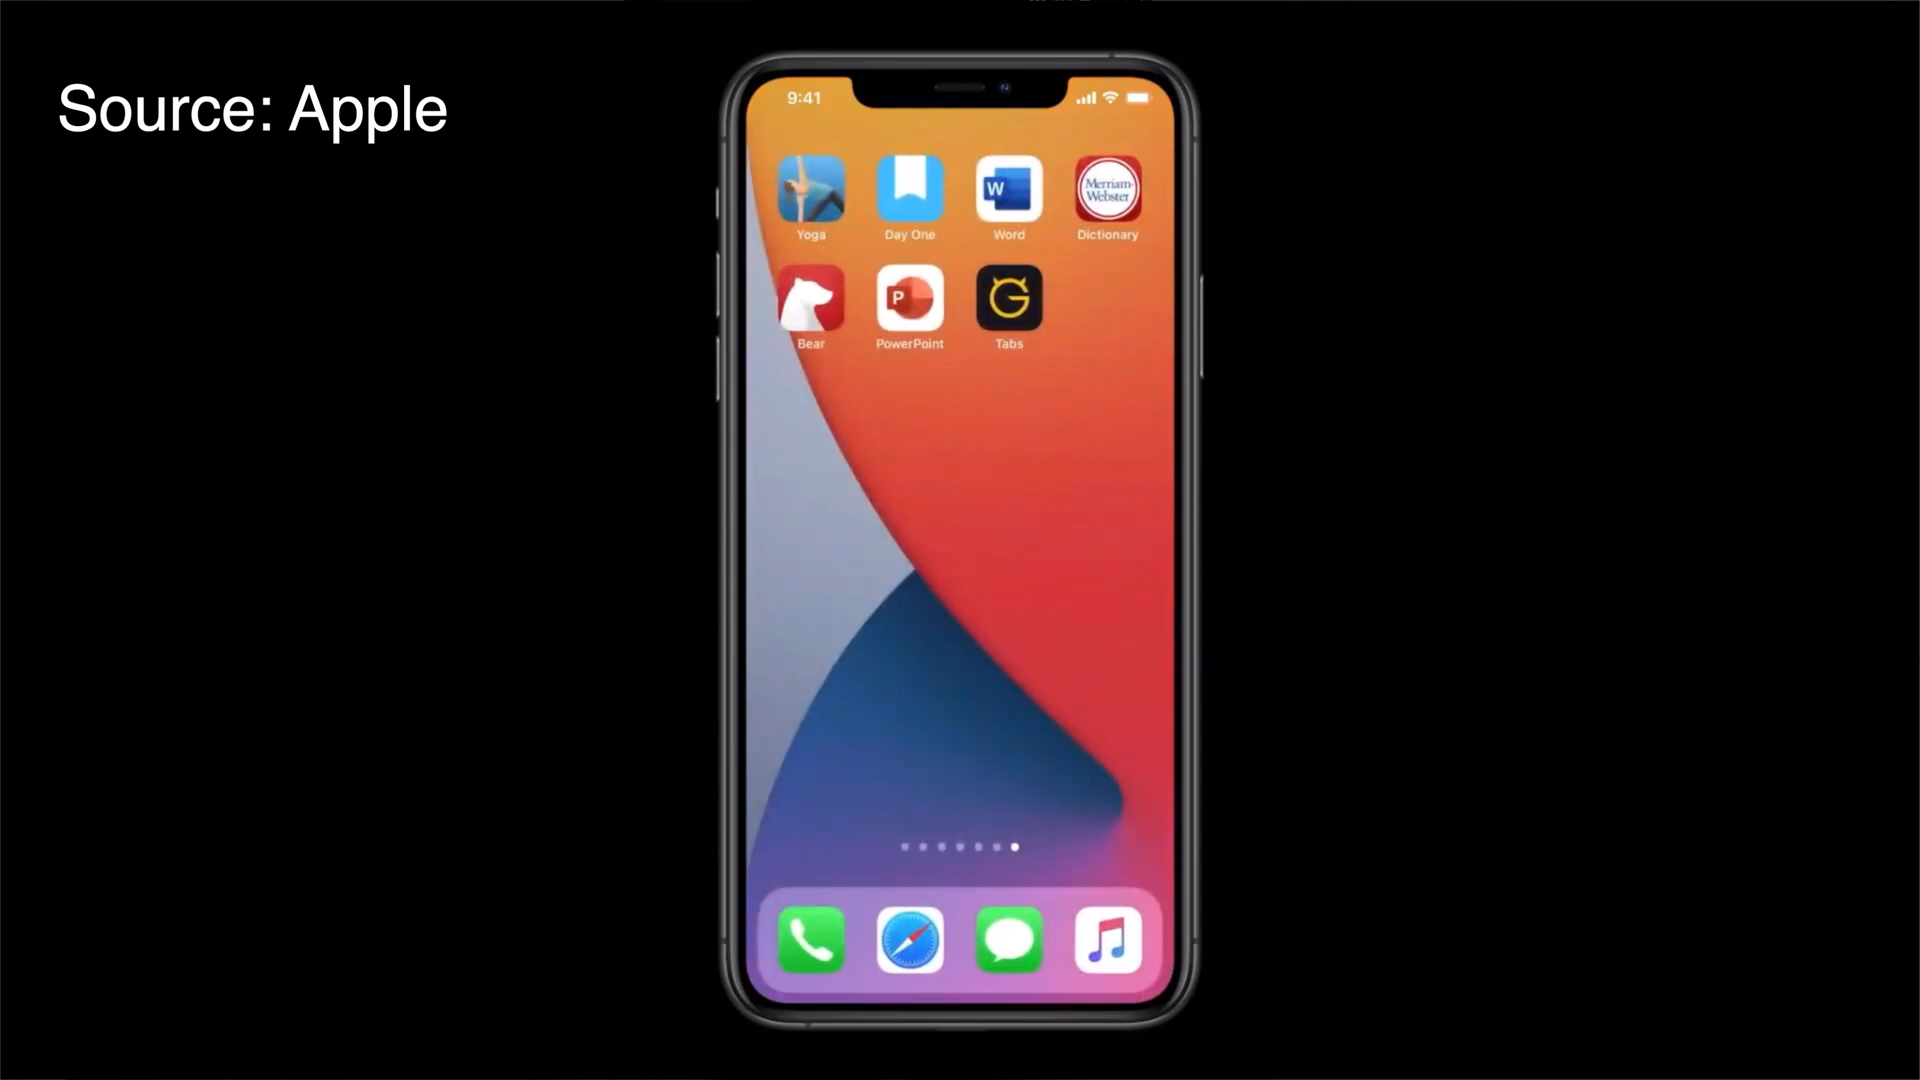 Source: Apple
9:41
Merriam-
Webster
W
Yoga
Day One
Word
Dictionary
P
Bear
PowerPoint
Tabs